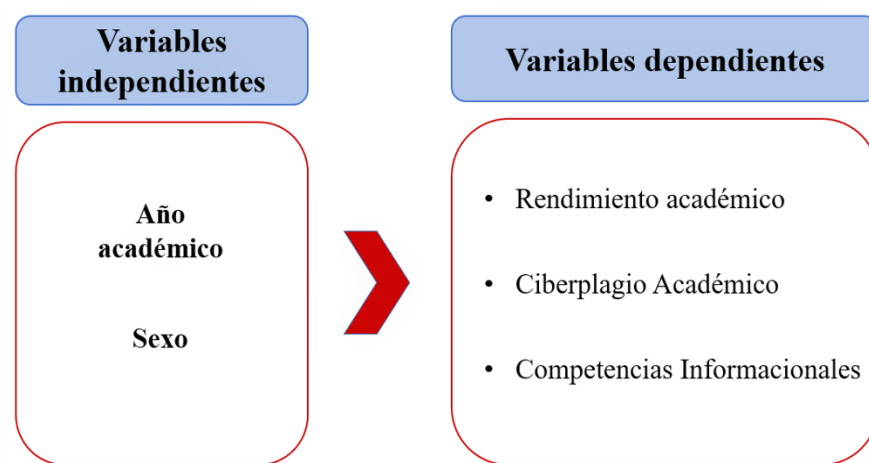 Variables
independientes
Variables dependientes
Año
académico
Sexo
• Rendimiento académico
• Ciberplagio Académico
• Competencias Informacionales